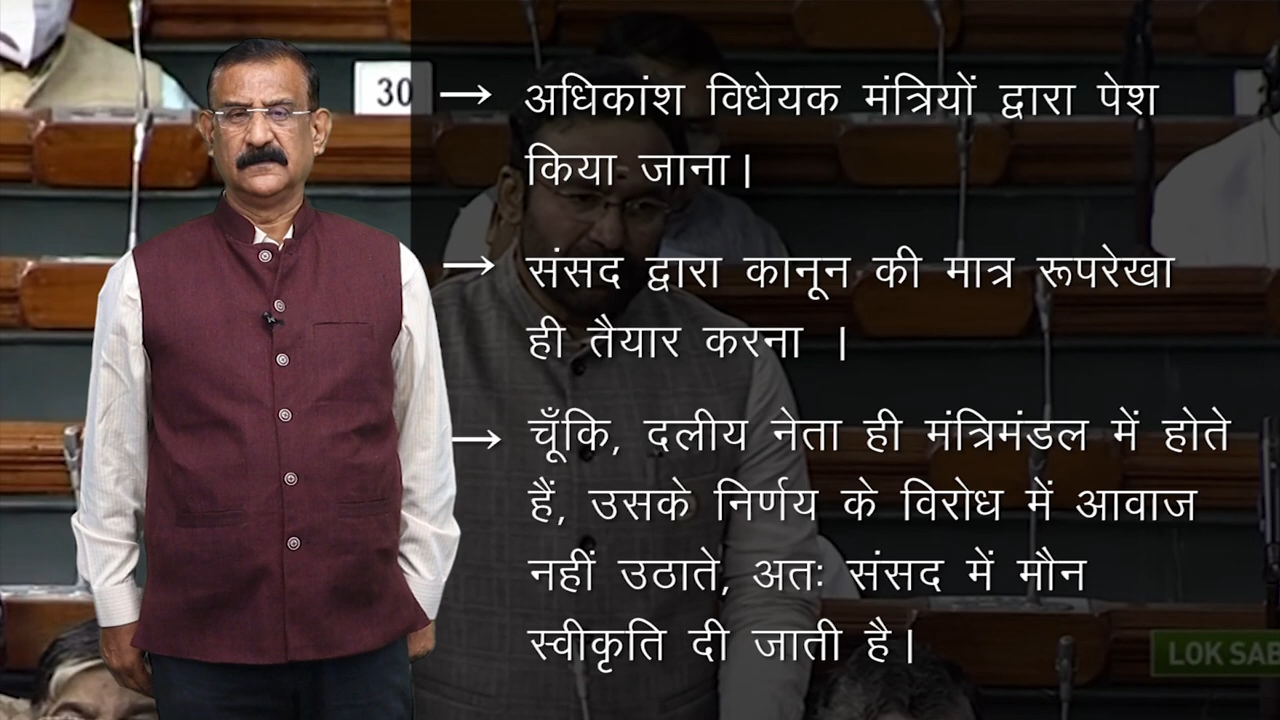 30
→ अधिकांश विधेयक मंत्रियों द्वारा पेश
किया जाना।
→ संसद द्वारा कानून की मात्र रूपरेखा
ही तैयार करना ।
→ चूँकि, दलीय नेता ही मंत्रिमंडल में होते
हैं, उसके निर्णय के विरोध में आवाज
नहीं उठाते, अतः संसद में मौन
स्वीकृति दी जाती है।
LOK SAB